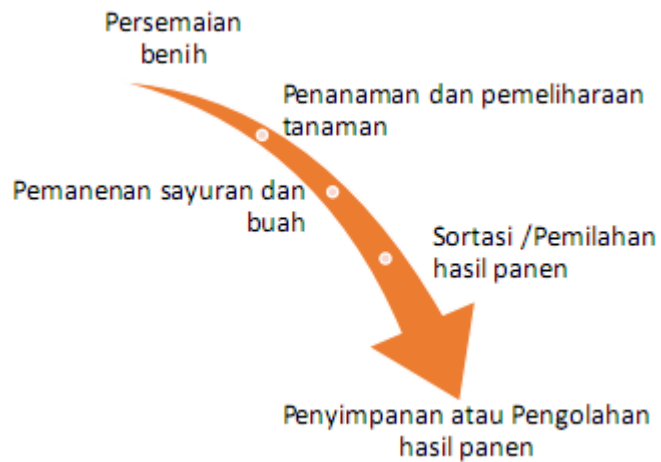 Persemaian
benih
Penanaman dan pemeliharaan
tanaman
Pemanenan sayuran dan
buah
Sortasi /Pemilahan
hasil panen
Penyimpanan atau Pengolahan
hasil panen